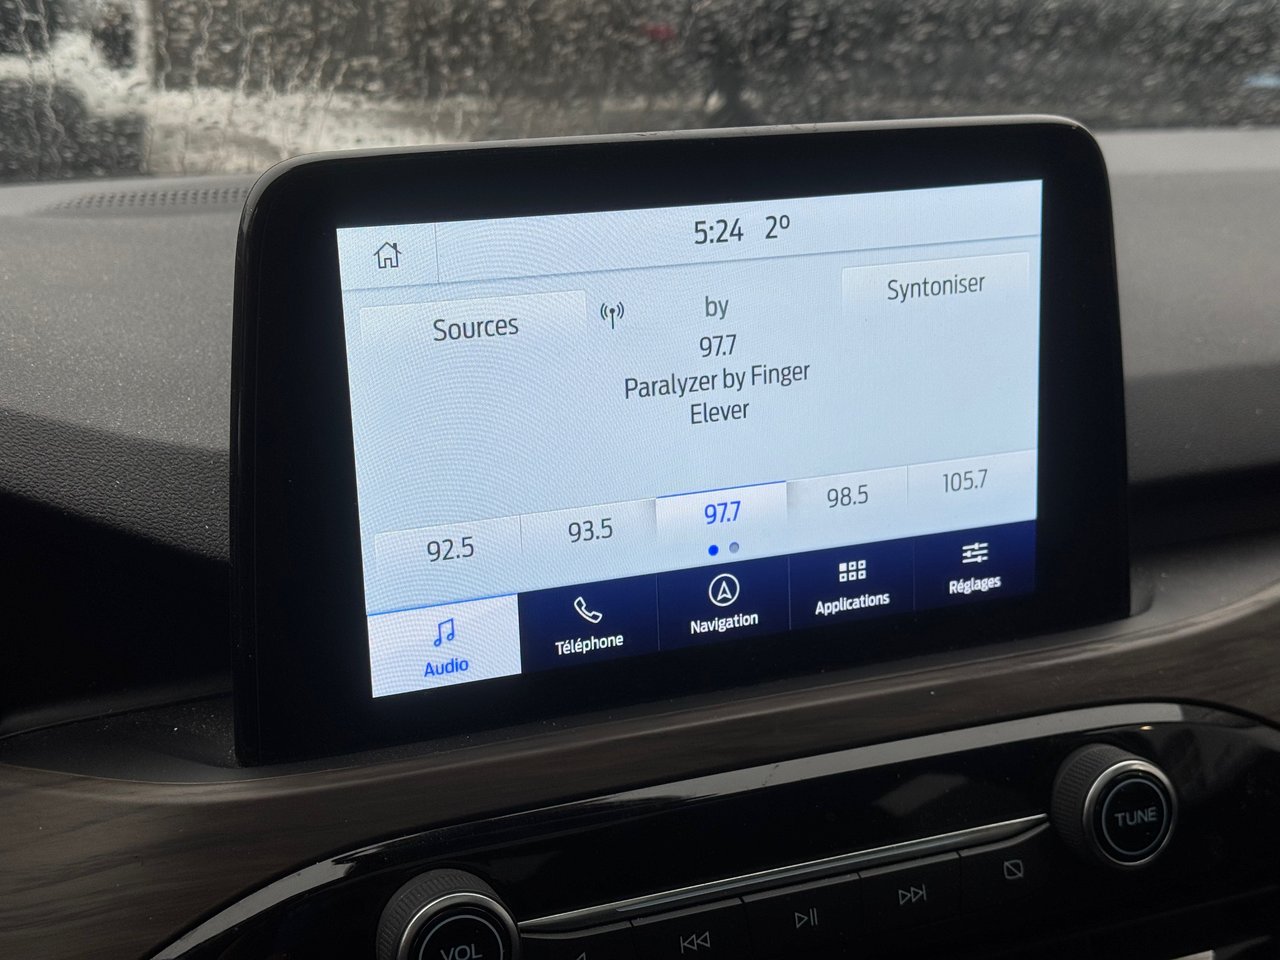 5:24 2º
Sources
by
Syntoniser
97.7
Paralyzer by Finger
Elever
92.5
93.5
97.7
98.5
105.7
Audio
Téléphone
Navigation
Applications
Réglages
TUNE
VOL